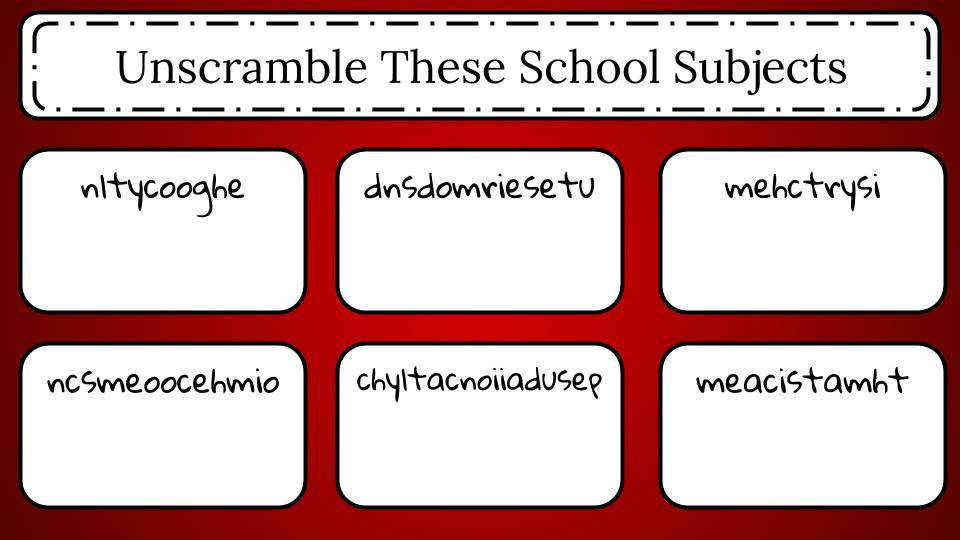 Unscramble These School Subjects
nltycooghe
dnsdomriesetu
mehctrysi
ncsmeoocehmio
chyltacnoiiadusep
meacistamht